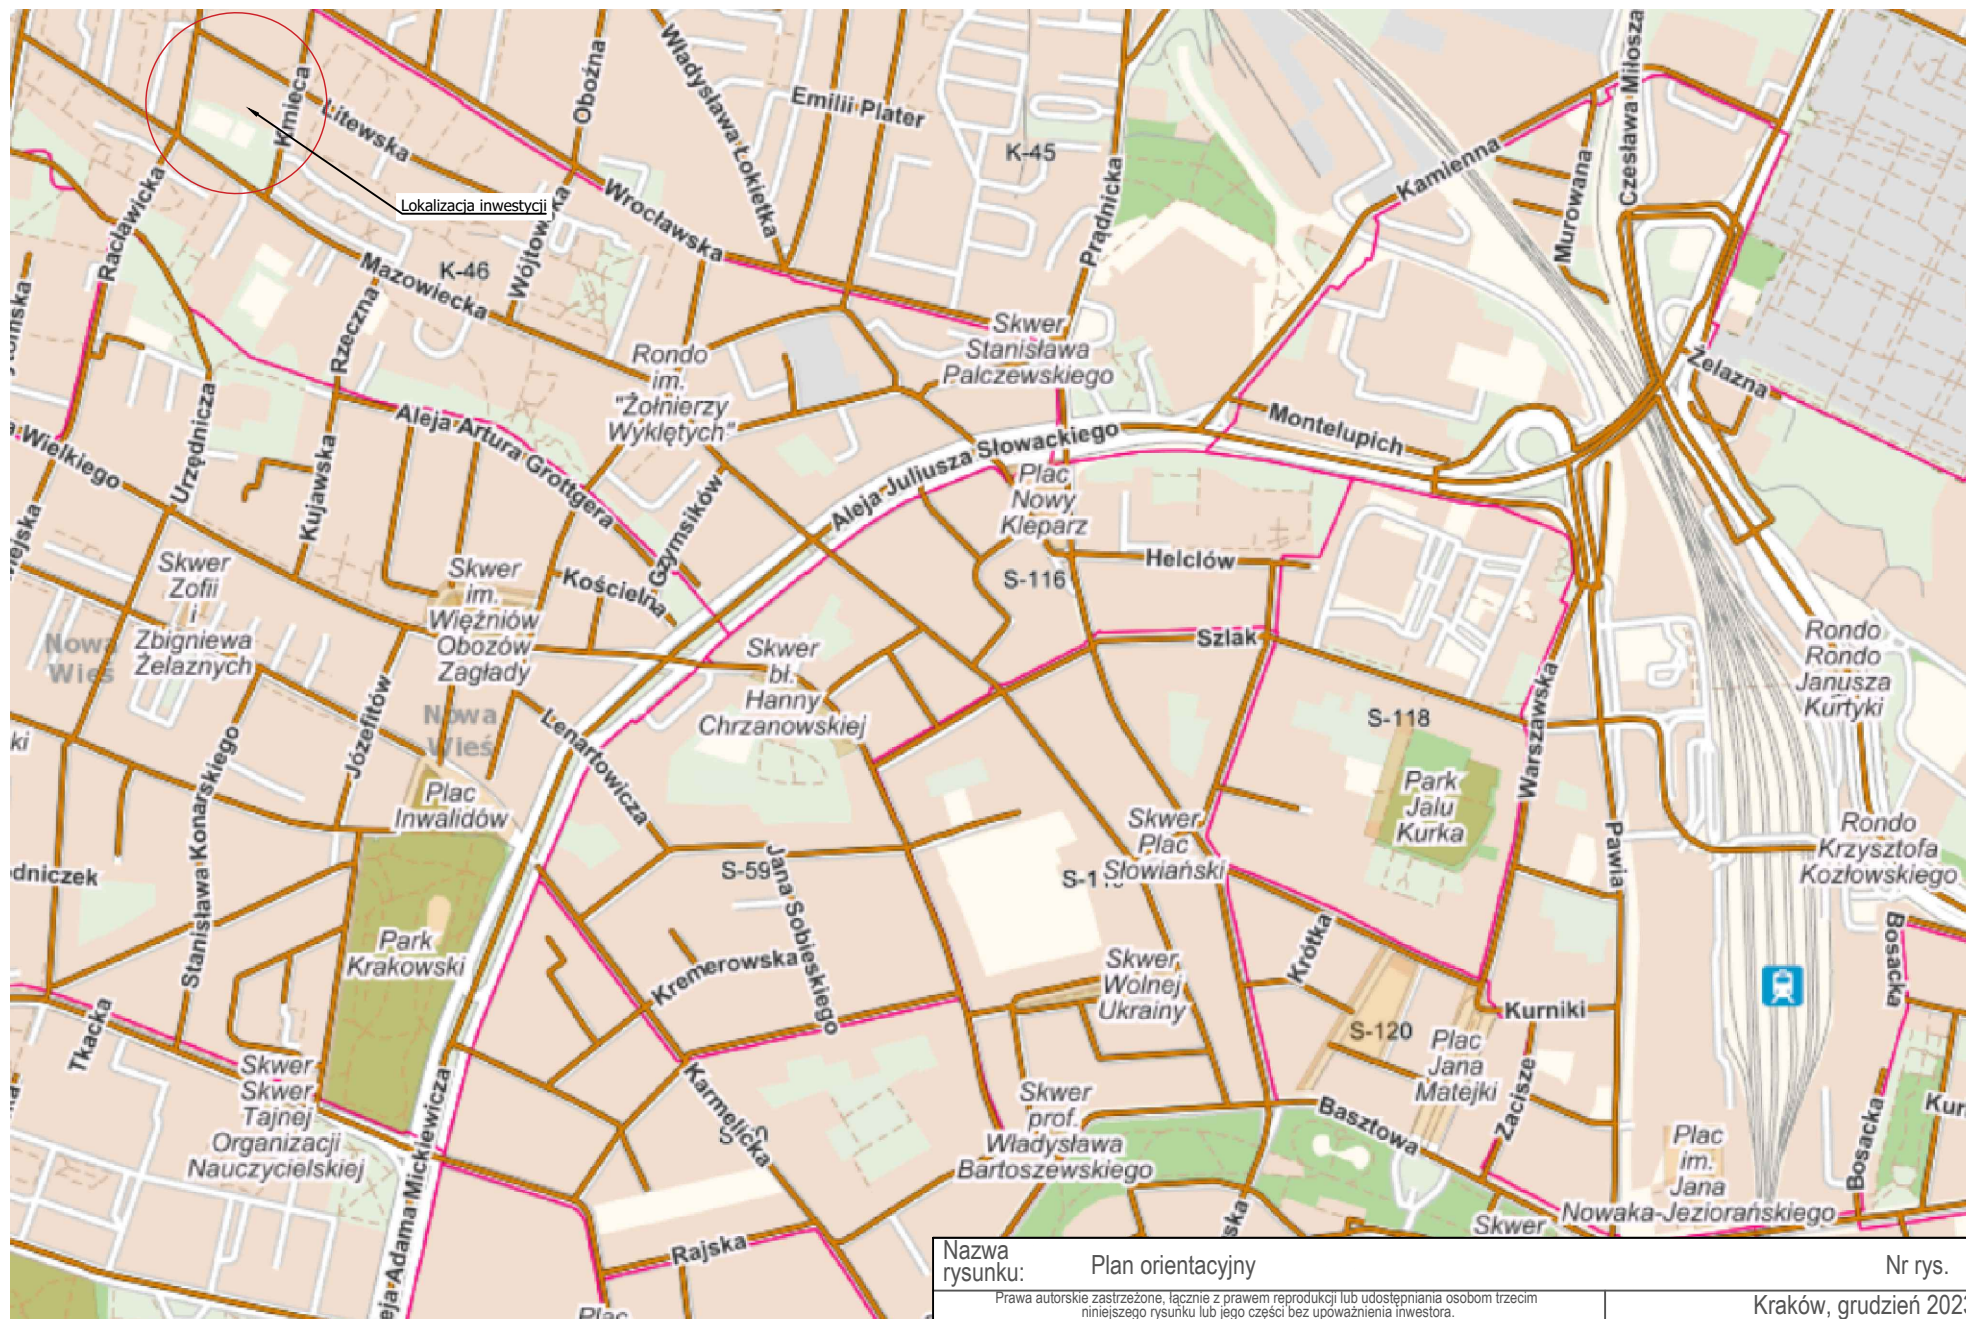 Kmieca
Litewska
Lokalizacja inwestycji
Racławicka
Mazowiecka
K-46
Wójtowska
Oboźna
Władysława Łokietka
Emilii Plater
K-45
Wrocławska
Prądnicka
Kamienna
Murowana
Czesława Miłosza
Żelazna
Rzeczna
Rondo
im.
"Żołnierzy
Wyklętych"
Skwer
Stanisława
Palczewskiego
Montelupich
Urzędnicza
Kujawska
Aleja Artura Grottgera
Aleja Juliusza Słowackiego
Plac
Nowy
Kleparz
Grzymsików
Kościelna
Skwer
Zofii
i
Zbigniewa
Żelaznych
Nowa
Wieś
Skwer
im.
Więźniów
Obozów
Zagłady
S-116
Helclów
Szlak
Skwer
bł.
Hanny
Chrzanowskiej
Nowa
Wieś
Lenartowicza
Józefitów
Stanisława Konarskiego
Plac
Inwalidów
S-118
Park
Jalu
Kurka
Warszawska
Pawia
Rondo
Rondo
Janusza
Kurtyki
Rondo
Krzysztofa
Kozłowskiego
Skwer
Plac
Słowiański
S-59
Jana Sobieskiego
Park
Krakowski
Kremerowska
Skwer
Wolnej
Ukrainy
Krótka
Kurniki
S-120
Plac
Jana
Matejki
Zacisze
Bosacka
Bosacka
Tkacka
Skwer
Skwer
Tajnej
Organizacji
Nauczycielskiej
Karmelicka
Skwer
prof.
Władysława
Bartoszewskiego
Basztowa
Plac
im.
Jana
Nowaka-Jeziorańskiego
Skwer
Rajska
Plac
Nazwa
rysunku:
Plan orientacyjny
Nr rys.
Prawa autorskie zastrzeżone, łącznie z prawem reprodukcji lub udostępniania osobom trzecim
niniejszego rysunku lub jego części bez upoważnienia inwestora.
Kraków, grudzień 2023